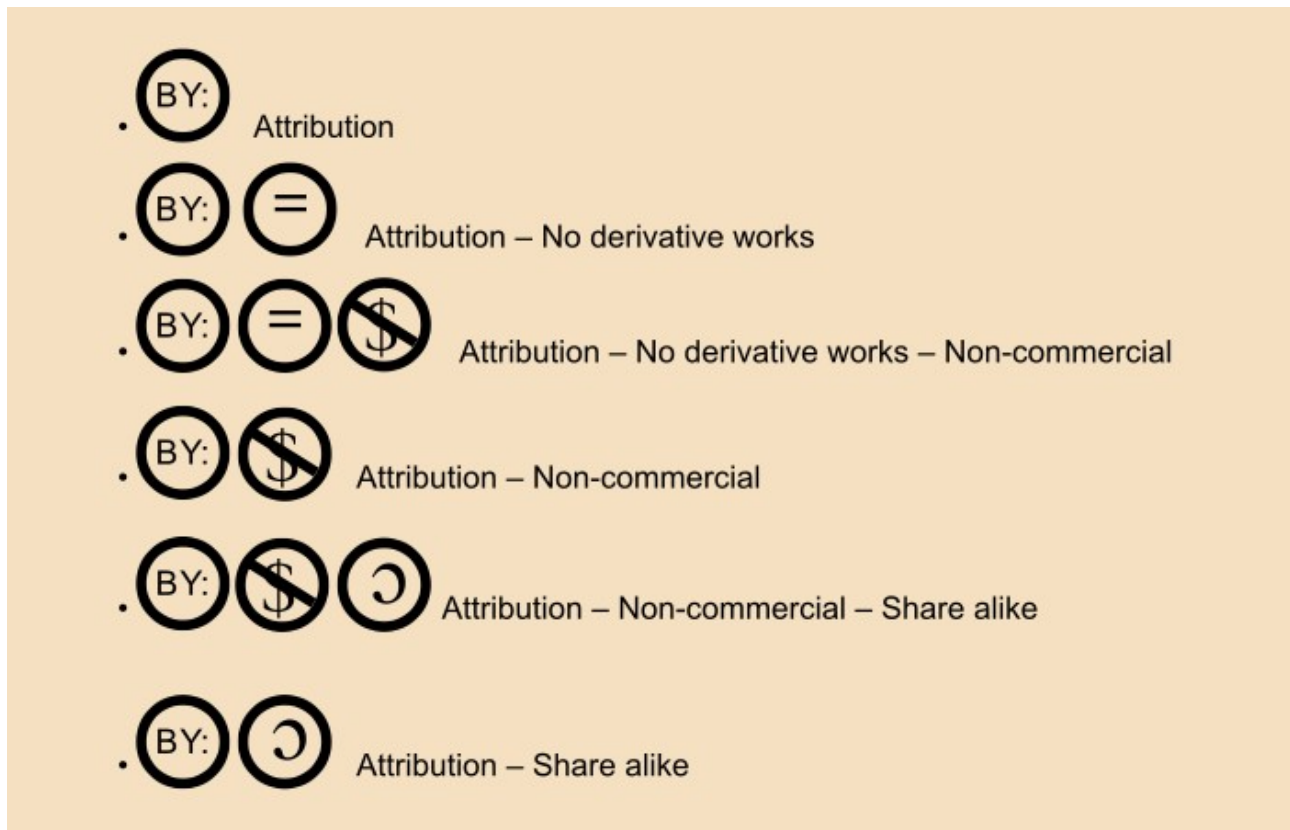 • BY: Attribution
• BY: = Attribution – No derivative works
• BY: = $ Attribution – No derivative works – Non-commercial
• BY: $ Attribution – Non-commercial
• BY: $ ɔ Attribution – Non-commercial – Share alike
• BY: ɔ Attribution – Share alike